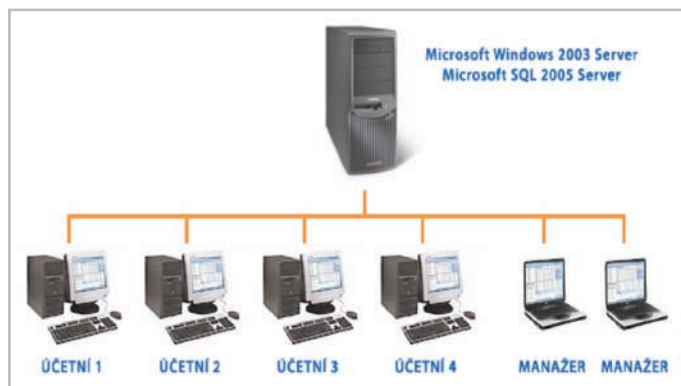 Microsoft Windows 2003 Server
Microsoft SQL 2005 Server
ÚČETNÍ 1 ÚČETNÍ 2 ÚČETNÍ 3 ÚČETNÍ 4 MANAŽER MANAŽER